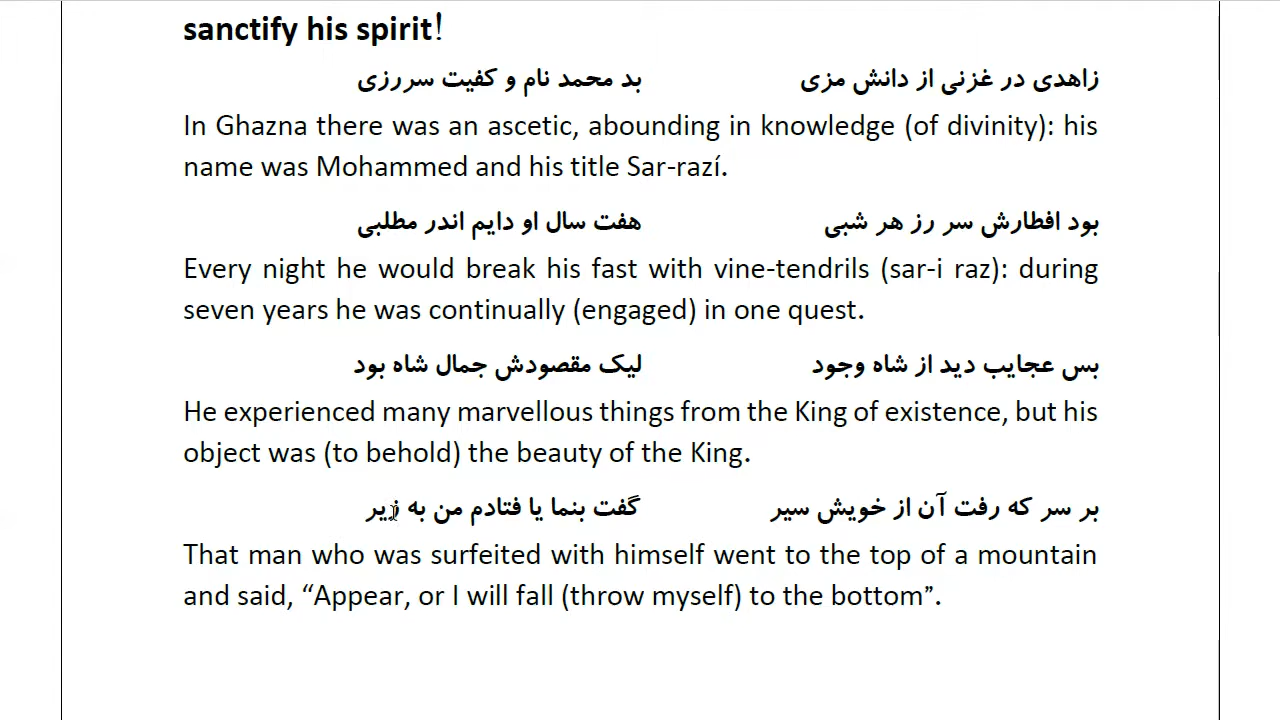 sanctify his spirit!
زاهدی در غزنی از دانش مزی بد محمد نام و کفیت سررزی
In Ghazna there was an ascetic, abounding in knowledge (of divinity): his
name was Mohammed and his title Sar-razí.
بود افطارش سر رز هر شبی هفت سال او دایم اندر مطلبی
Every night he would break his fast with vine-tendrils (sar-i raz): during
seven years he was continually (engaged) in one quest.
بس عجایب دید از شاه وجود لیک مقصودش جمال شاه بود
He experienced many marvellous things from the King of existence, but his
object was (to behold) the beauty of the King.
بر سر که رفت آن از خویش سیر گفت بنما یا فتادم من به زیر
That man who was surfeited with himself went to the top of a mountain
and said, “Appear, or I will fall (throw myself) to the bottom”.